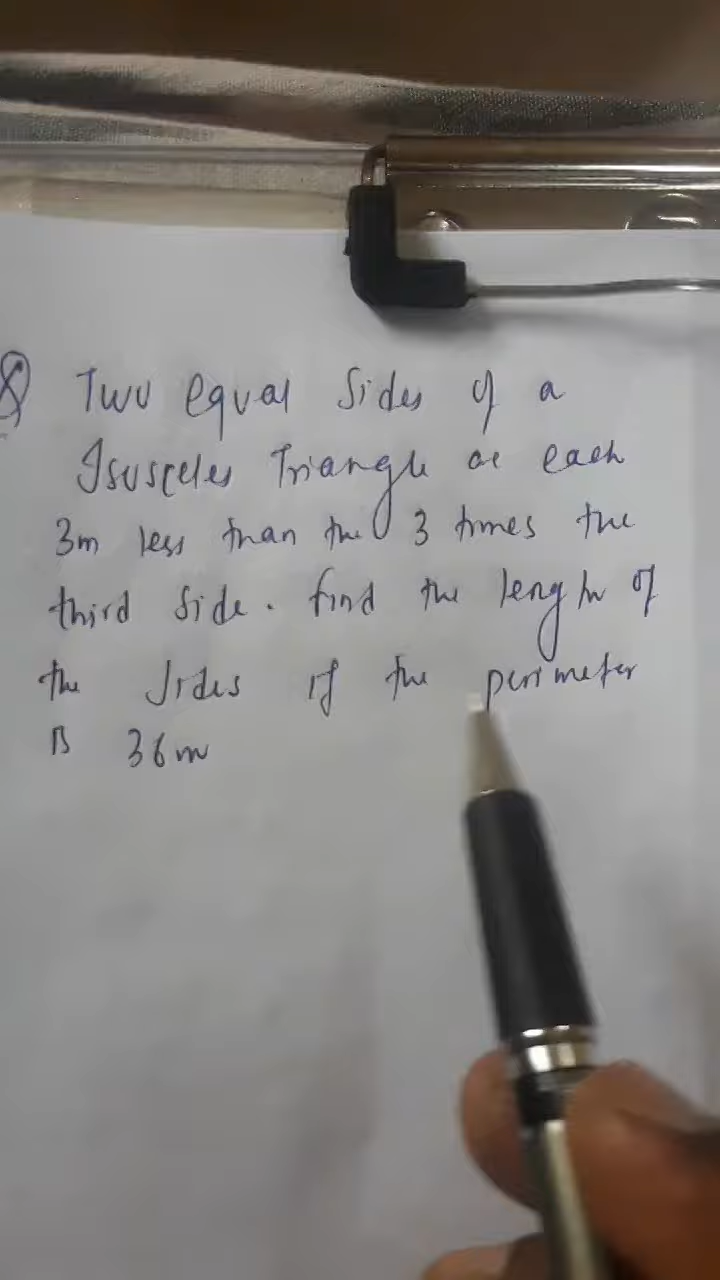 Q Two equal sides of a
Isusceles Triangle are each
3m less than the 3 times the
third side. find the length of
the sides if the perimeter
is 36m